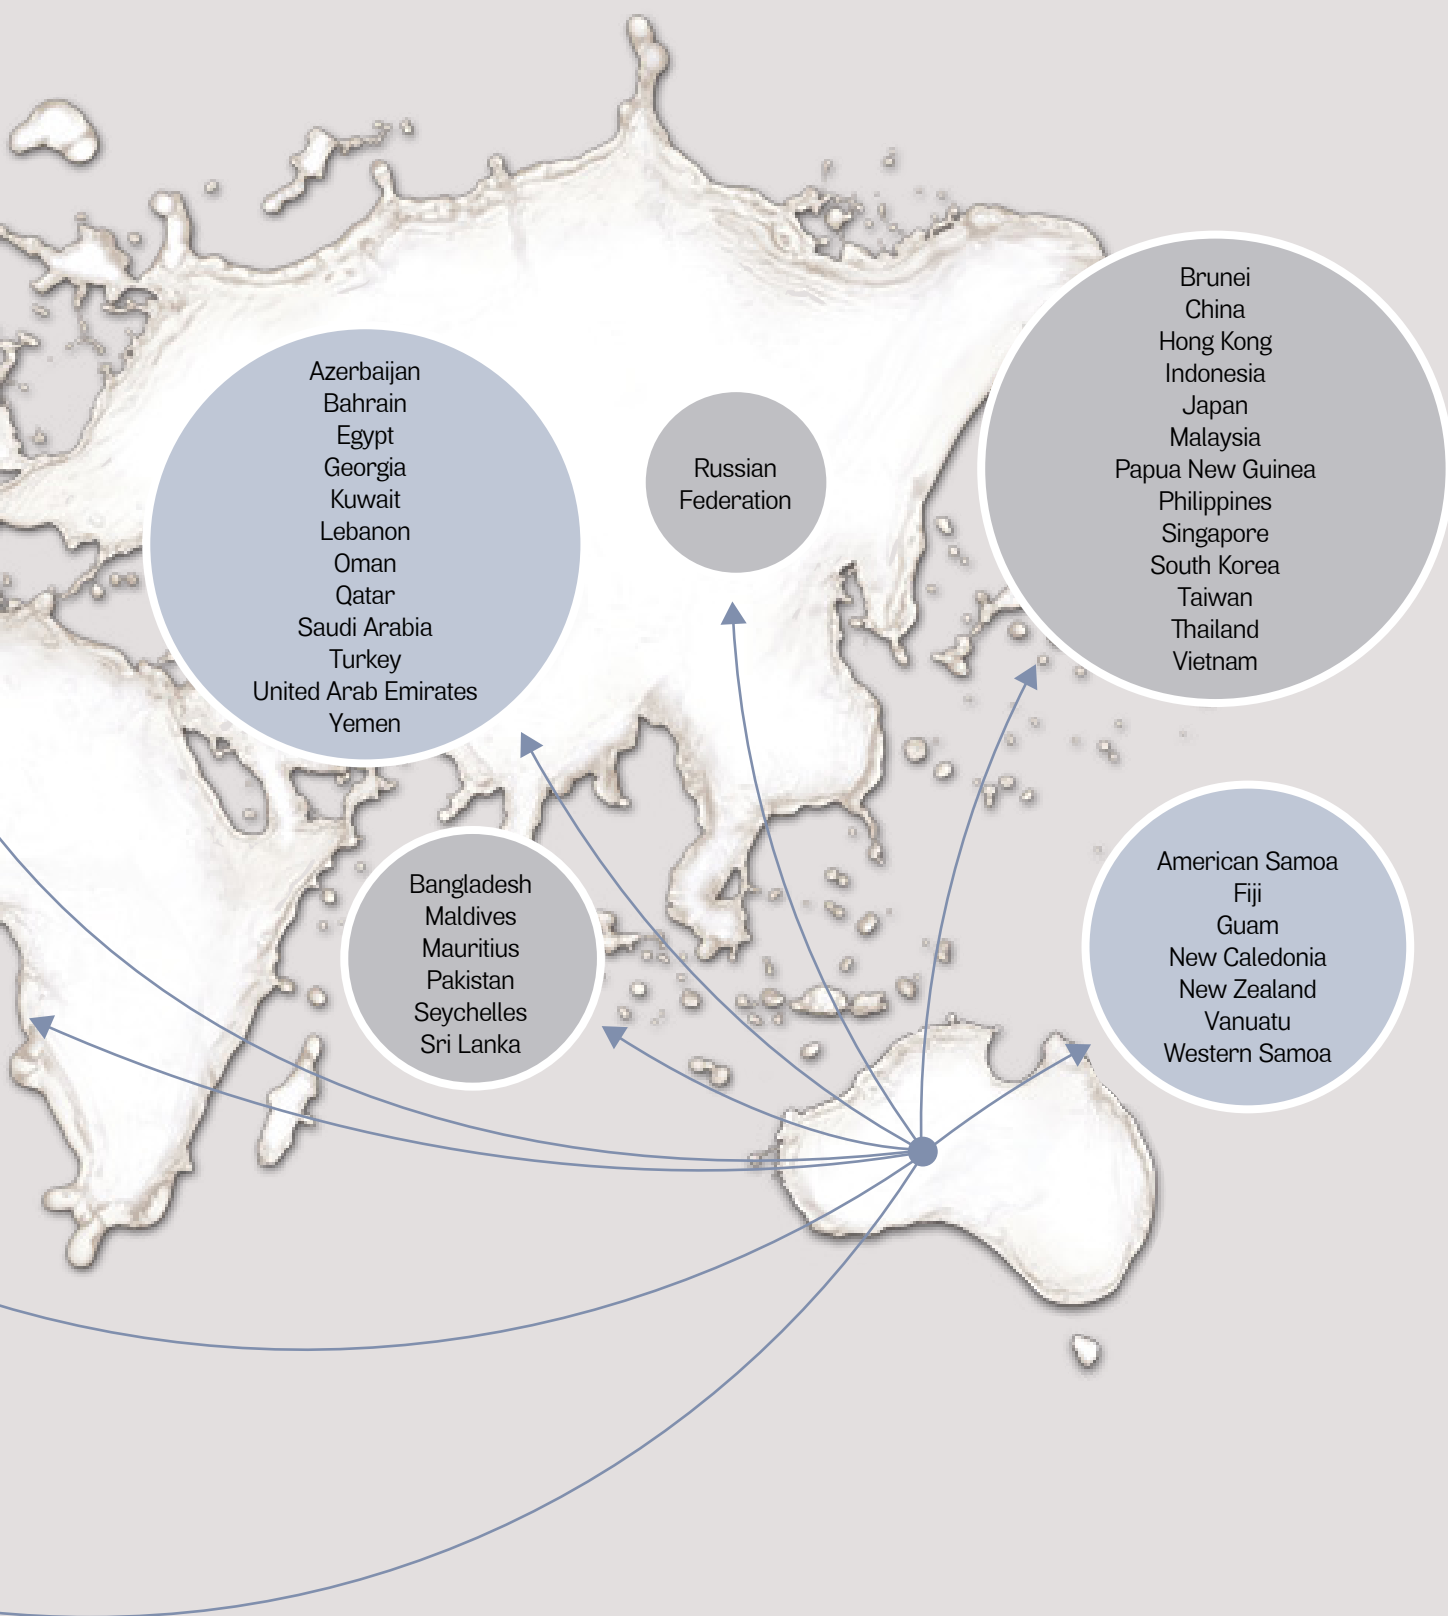 Azerbaijan
Bahrain
Egypt
Georgia
Kuwait
Lebanon
Oman
Qatar
Saudi Arabia
Turkey
United Arab Emirates
Yemen
Russian
Federation
Brunei
China
Hong Kong
Indonesia
Japan
Malaysia
Papua New Guinea
Philippines
Singapore
South Korea
Taiwan
Thailand
Vietnam
Bangladesh
Maldives
Mauritius
Pakistan
Seychelles
Sri Lanka
American Samoa
Fiji
Guam
New Caledonia
New Zealand
Vanuatu
Western Samoa